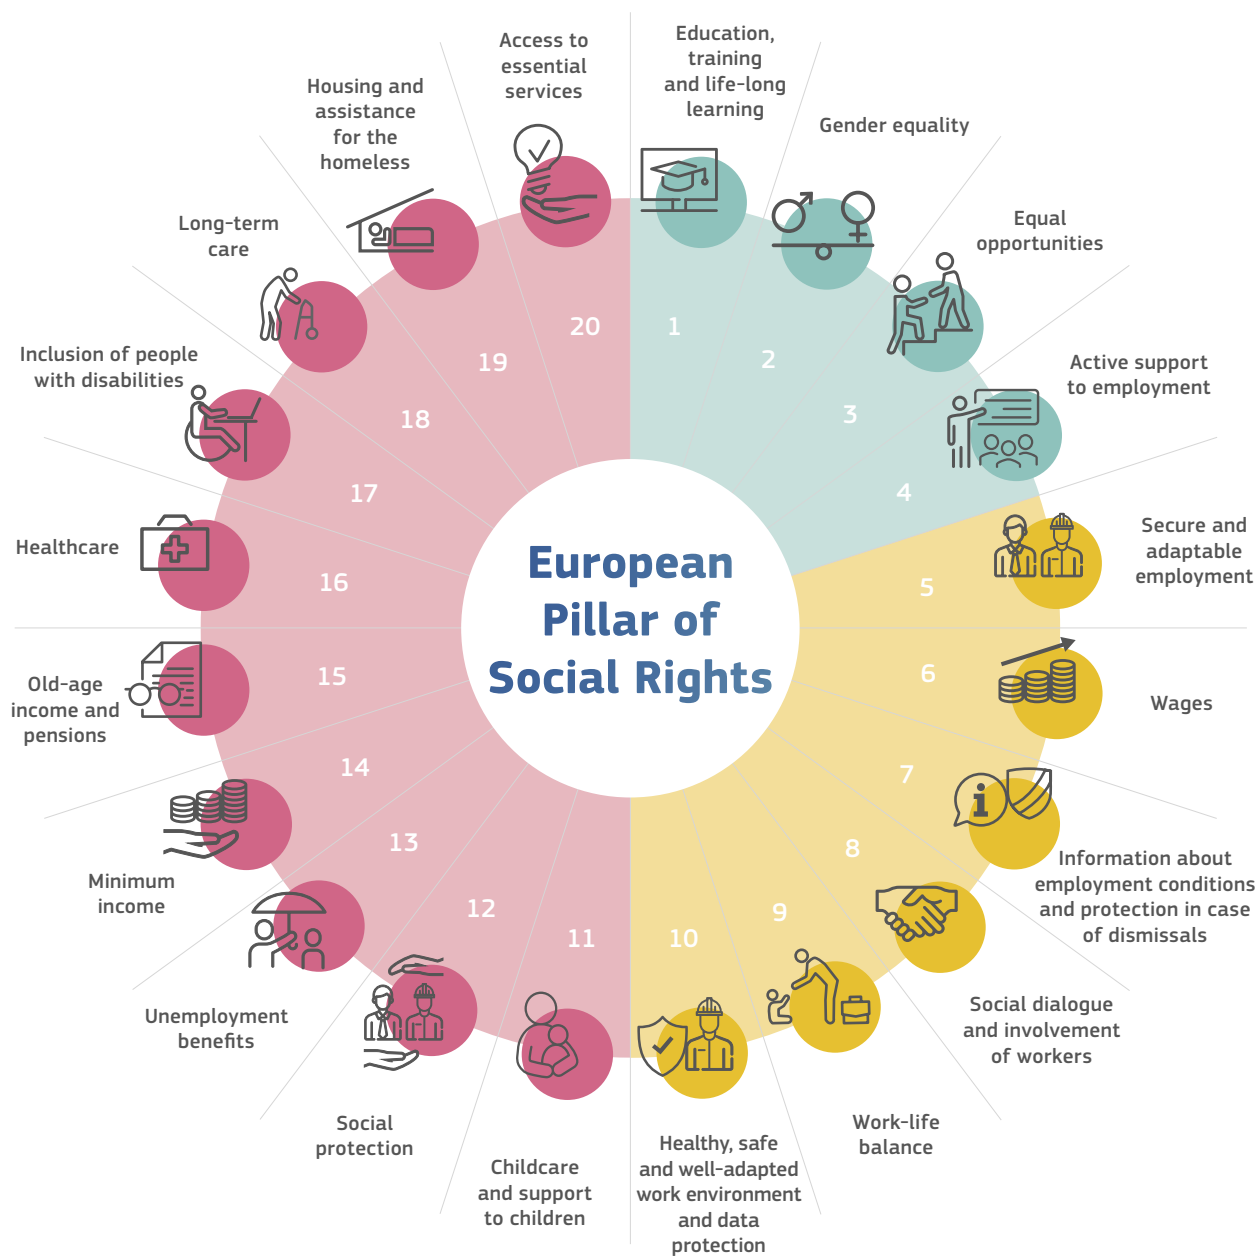 European
Pillar of
Social Rights
1
Education,
training
and life-long
learning
2
Gender equality
3
Equal
opportunities
4
Active support
to employment
5
Secure and
adaptable
employment
6
Wages
7
Information about
employment conditions
and protection in case
of dismissals
8
Social dialogue
and involvement
of workers
9
Work-life
balance
10
Healthy, safe
and well-adapted
work environment
and data
protection
11
Childcare
and support
to children
12
Social
protection
13
Unemployment
benefits
14
Minimum
income
15
Old-age
income and
pensions
16
Healthcare
17
Inclusion of people
with disabilities
18
Long-term
care
19
Housing and
assistance
for the
homeless
20
Access to
essential
services
i